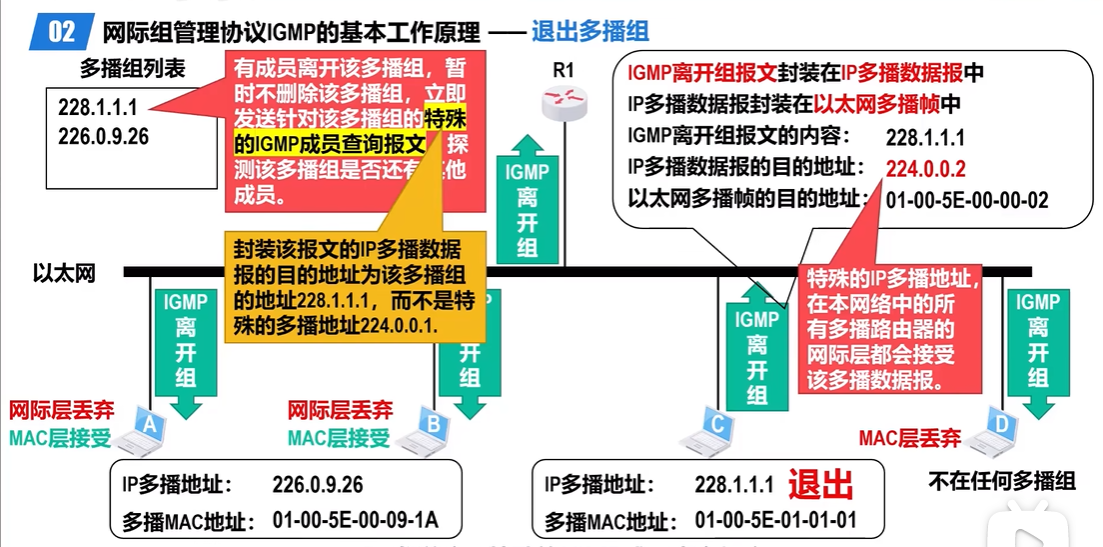 02 网际组管理协议IGMP的基本工作原理 —— 退出多播组
多播组列表
228.1.1.1
226.0.9.26
有成员离开该多播组，暂
时不删除该多播组，立即
发送针对该多播组的特殊
的IGMP成员查询报文，探
测该多播组是否还有其他
成员。
封装该报文的IP多播数据
报的目的地址为该多播组
的地址228.1.1.1，而不是特
殊的多播地址224.0.0.1.
R1
IGMP
离
开
组
IGMP离开组报文封装在IP多播数据报中
IP多播数据报封装在以太网多播帧中
IGMP离开组报文的内容： 228.1.1.1
IP多播数据报的目的地址： 224.0.0.2
以太网多播帧的目的地址： 01-00-5E-00-00-02
特殊的IP多播地址，
在本网络中的所
有多播路由器的
网际层都会接受
该多播数据报。
以太网
IGMP
离
开
组
离
开
组
IGMP
离
开
组
IGMP
离
开
组
网际层丢弃
MAC层接受
A
网际层丢弃
MAC层接受
B
C
MAC层丢弃
D
不在任何多播组
IP多播地址： 226.0.9.26
多播MAC地址： 01-00-5E-00-09-1A
IP多播地址： 228.1.1.1 退出
多播MAC地址： 01-00-5E-01-01-01